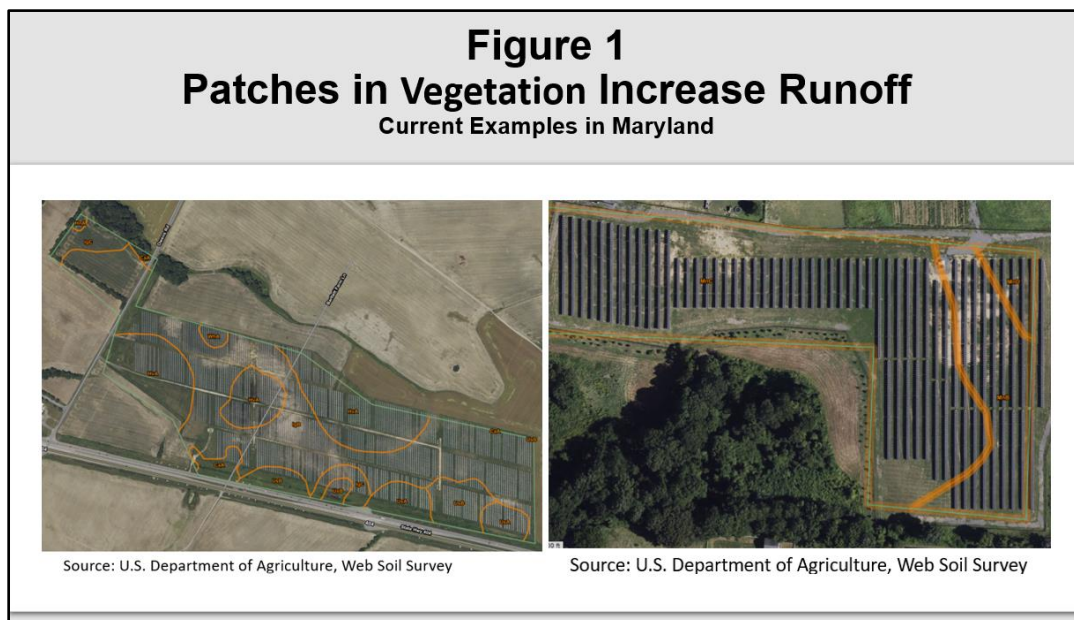 Figure 1
Patches in Vegetation Increase Runoff
Current Examples in Maryland
Source: U.S. Department of Agriculture, Web Soil Survey
Source: U.S. Department of Agriculture, Web Soil Survey